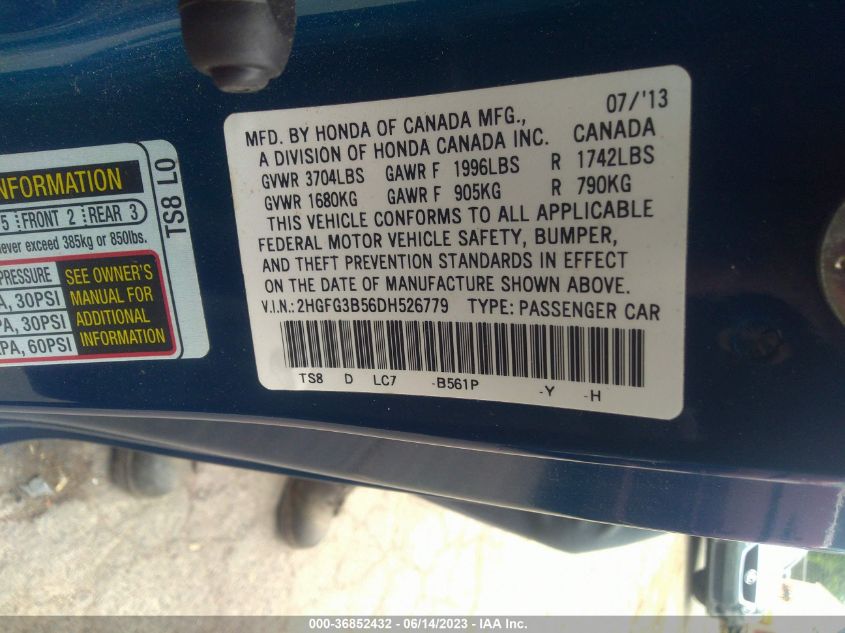 NFORMATION
5 FRONT 2 REAR 3
never exceed 385kg or 850lbs.
PRESSURE
A, 30PSI
A, 30PSI
PA, 60PSI
SEE OWNER'S
MANUAL FOR
ADDITIONAL
INFORMATION
TS8 L0
MFD. BY HONDA OF CANADA MFG., 07/'13
A DIVISION OF HONDA CANADA INC. CANADA
GVWR 3704LBS GAWR F 1996LBS R 1742LBS
GVWR 1680KG GAWR F 905KG R 790KG
THIS VEHICLE CONFORMS TO ALL APPLICABLE
FEDERAL MOTOR VEHICLE SAFETY, BUMPER,
AND THEFT PREVENTION STANDARDS IN EFFECT
ON THE DATE OF MANUFACTURE SHOWN ABOVE.
V.I.N.: 2HGFG3B56DH526779 TYPE: PASSENGER CAR
TS8 D LC7 -B561P -Y -H
000-36852432 - 06/14/2023 - IAA Inc.